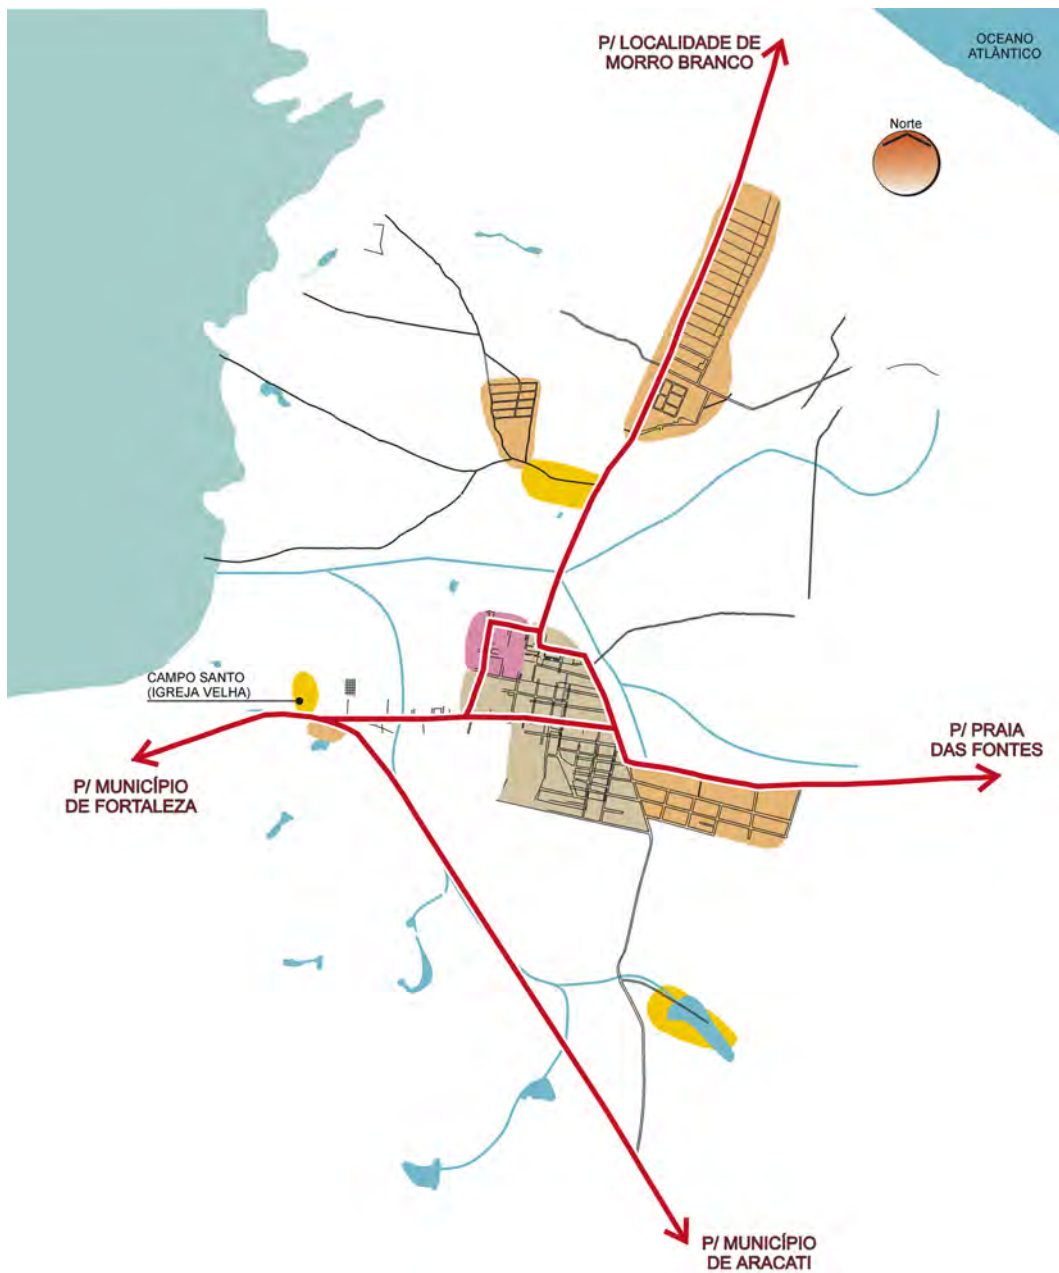 P/ LOCALIDADE DE
MORRO BRANCO
OCEANO
ATLÂNTICO
Norte
CAMPO SANTO
(IGREJA VELHA)
P/ PRAIA
DAS FONTES
P/ MUNICÍPIO
DE FORTALEZA
P/ MUNICÍPIO
DE ARACATI